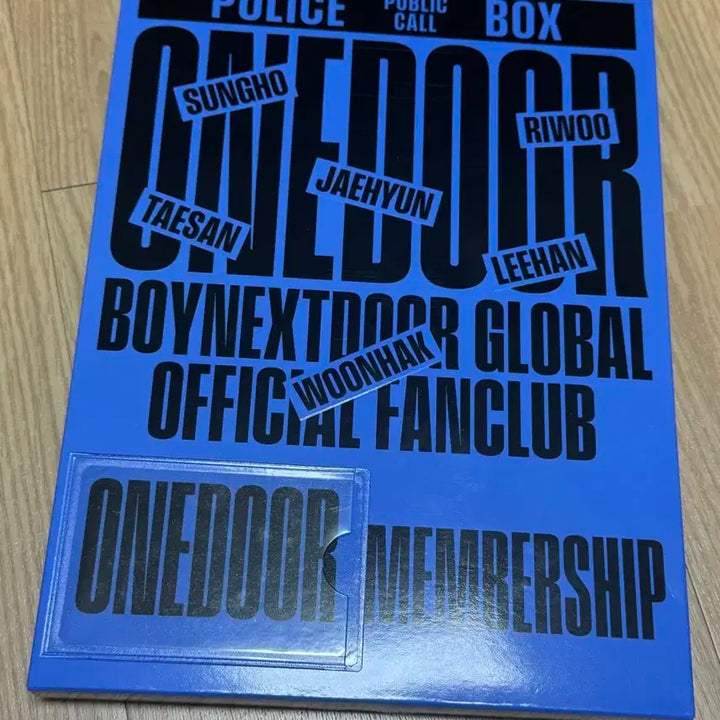 POLICE PUBLIC CALL BOX
ONEDOOR
SUNGHO
RIWOO
JAEHYUN
TAESAN
LEEHAN
BOYNEXTDOOR GLOBAL
WOONHAK
OFFICIAL FANCLUB
ONEDOOR MEMBERSHIP